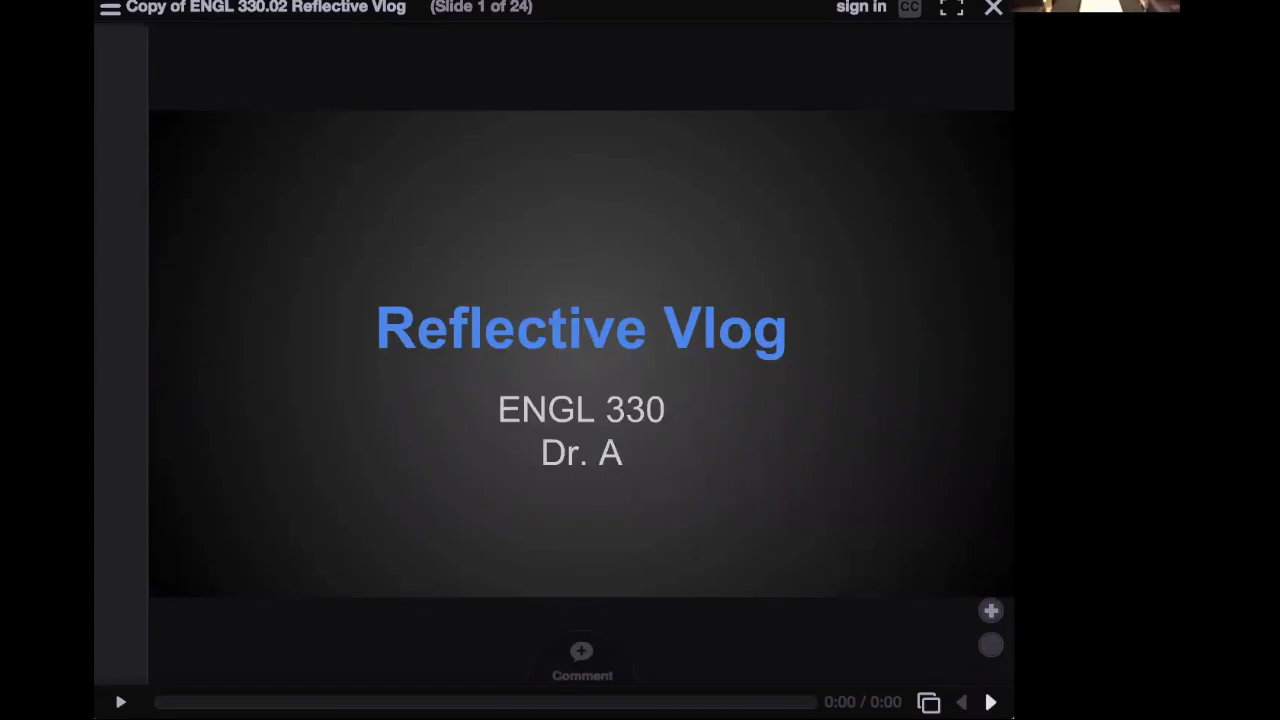 Copy of ENGL 330.02 Reflective Vlog (Slide 1 of 24) sign in CC
Reflective Vlog
ENGL 330
Dr. A
Comment
0:00 / 0:00